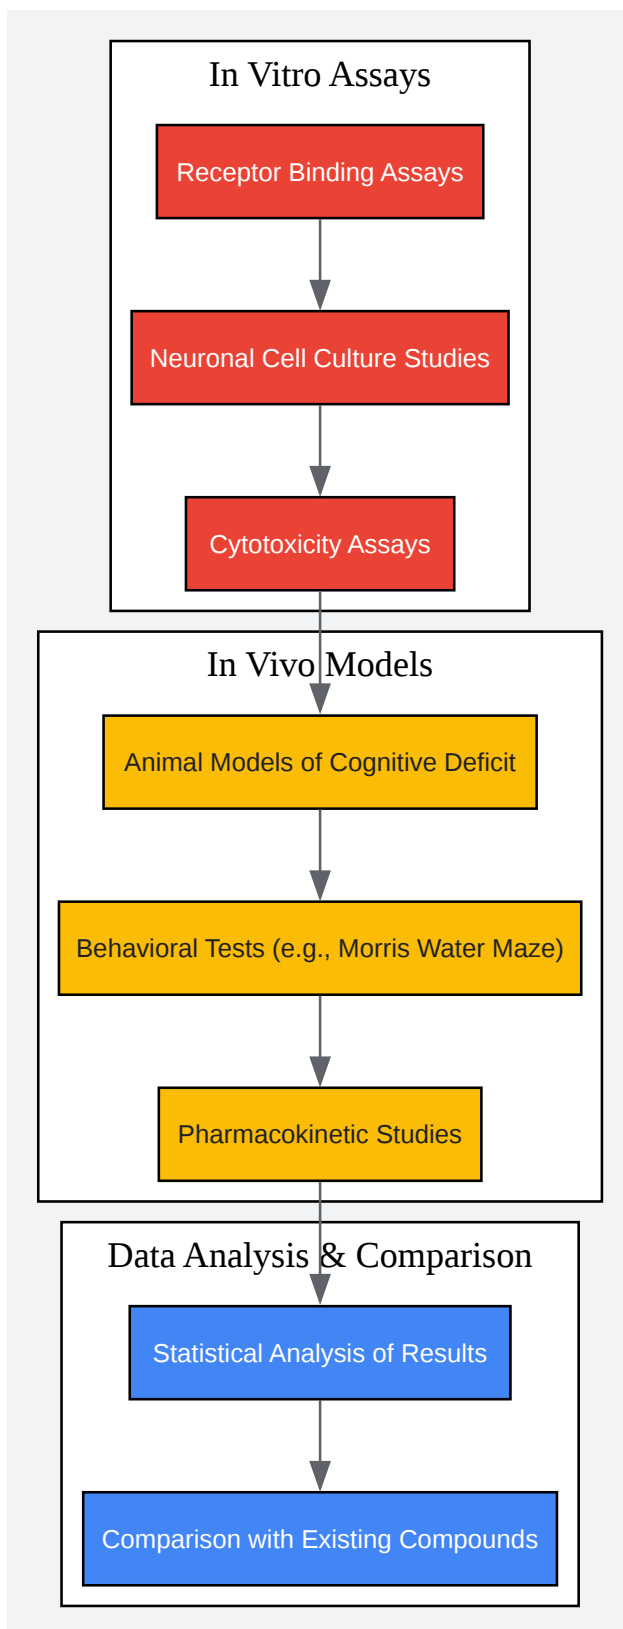 In Vitro Assays
Receptor Binding Assays
Neuronal Cell Culture Studies
Cytotoxicity Assays
In Vivo Models
Animal Models of Cognitive Deficit
Behavioral Tests (e.g., Morris Water Maze)
Pharmacokinetic Studies
Data Analysis & Comparison
Statistical Analysis of Results
Comparison with Existing Compounds